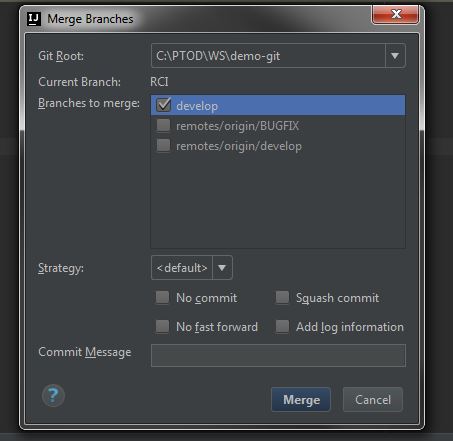 Merge Branches
Git Root: C:\PTOD\WS\demo-git
Current Branch: RCI
Branches to merge: develop
remotes/origin/BUGFIX
remotes/origin/develop
Strategy: <default>
No commit Squash commit
No fast forward Add log information
Commit Message
? Merge Cancel